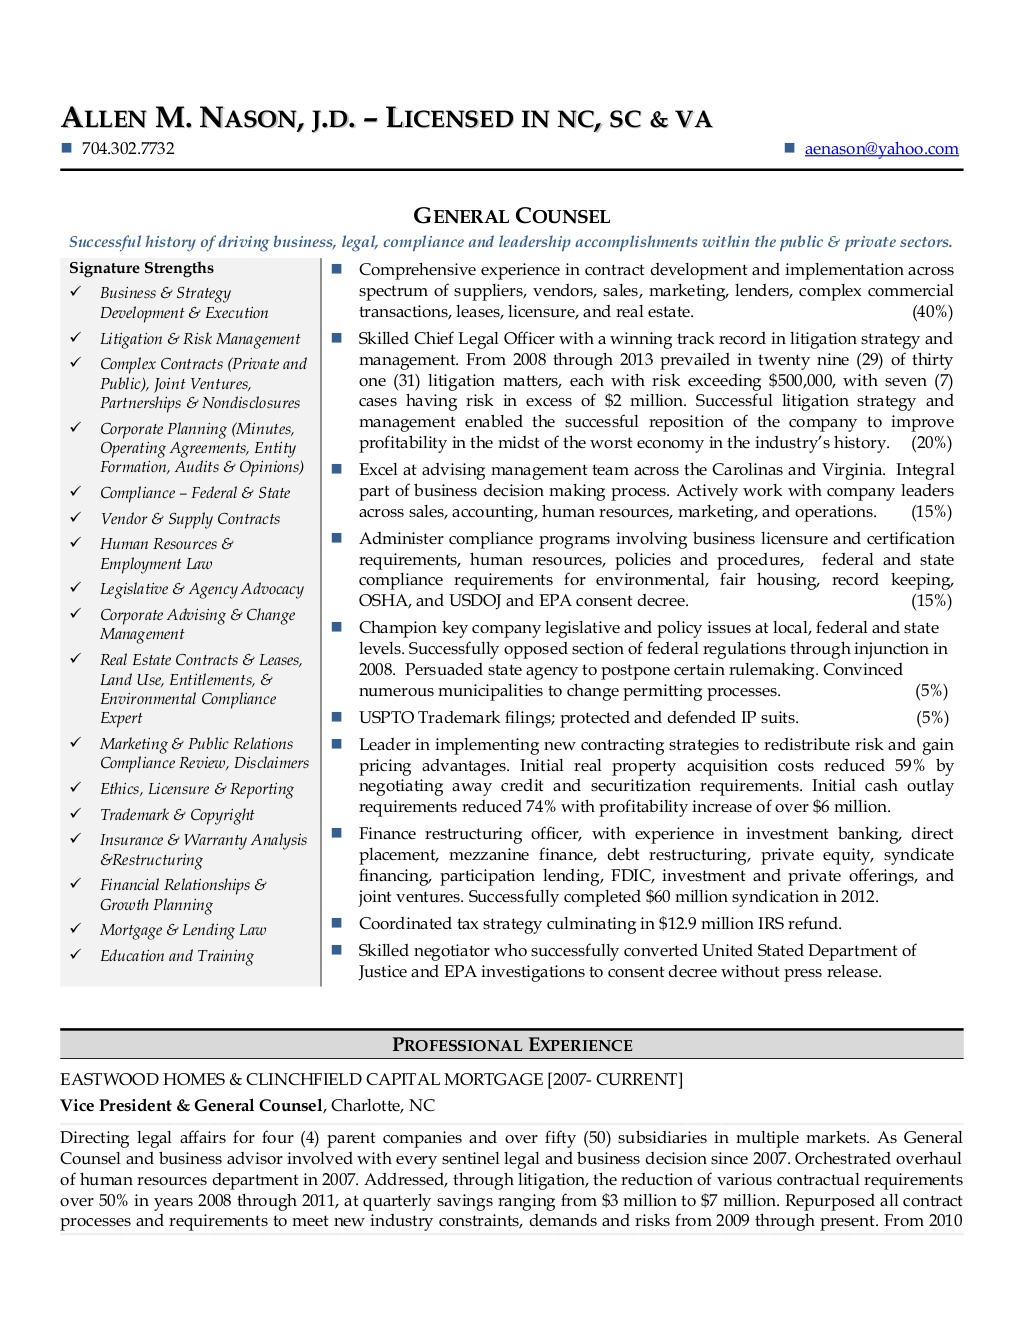 ALLEN M. NASON, J.D. – LICENSED IN NC, SC & VA
704.302.7732 aenason@yahoo.com
GENERAL COUNSEL
Successful history of driving business, legal, compliance and leadership accomplishments within the public & private sectors.
Signature Strengths
✓ Business & Strategy
Development & Execution
✓ Litigation & Risk Management
✓ Complex Contracts (Private and
Public), Joint Ventures,
Partnerships & Nondisclosures
✓ Corporate Planning (Minutes,
Operating Agreements, Entity
Formation, Audits & Opinions)
✓ Compliance – Federal & State
✓ Vendor & Supply Contracts
✓ Human Resources &
Employment Law
✓ Legislative & Agency Advocacy
✓ Corporate Advising & Change
Management
✓ Real Estate Contracts & Leases,
Land Use, Entitlements, &
Environmental Compliance
Expert
✓ Marketing & Public Relations
Compliance Review, Disclaimers
✓ Ethics, Licensure & Reporting
✓ Trademark & Copyright
✓ Insurance & Warranty Analysis
&Restructuring
✓ Financial Relationships &
Growth Planning
✓ Mortgage & Lending Law
✓ Education and Training
Comprehensive experience in contract development and implementation across
spectrum of suppliers, vendors, sales, marketing, lenders, complex commercial
transactions, leases, licensure, and real estate. (40%)
Skilled Chief Legal Officer with a winning track record in litigation strategy and
management. From 2008 through 2013 prevailed in twenty nine (29) of thirty
one (31) litigation matters, each with risk exceeding $500,000, with seven (7)
cases having risk in excess of $2 million. Successful litigation strategy and
management enabled the successful reposition of the company to improve
profitability in the midst of the worst economy in the industry's history. (20%)
Excel at advising management team across the Carolinas and Virginia. Integral
part of business decision making process. Actively work with company leaders
across sales, accounting, human resources, marketing, and operations. (15%)
Administer compliance programs involving business licensure and certification
requirements, human resources, policies and procedures, federal and state
compliance requirements for environmental, fair housing, record keeping,
OSHA, and USDOJ and EPA consent decree. (15%)
Champion key company legislative and policy issues at local, federal and state
levels. Successfully opposed section of federal regulations through injunction in
2008. Persuaded state agency to postpone certain rulemaking. Convinced
numerous municipalities to change permitting processes. (5%)
USPTO Trademark filings; protected and defended IP suits. (5%)
Leader in implementing new contracting strategies to redistribute risk and gain
pricing advantages. Initial real property acquisition costs reduced 59% by
negotiating away credit and securitization requirements. Initial cash outlay
requirements reduced 74% with profitability increase of over $6 million.
Finance restructuring officer, with experience in investment banking, direct
placement, mezzanine finance, debt restructuring, private equity, syndicate
financing, participation lending, FDIC, investment and private offerings, and
joint ventures. Successfully completed $60 million syndication in 2012.
Coordinated tax strategy culminating in $12.9 million IRS refund.
Skilled negotiator who successfully converted United Stated Department of
Justice and EPA investigations to consent decree without press release.
PROFESSIONAL EXPERIENCE
EASTWOOD HOMES & CLINCHFIELD CAPITAL MORTGAGE [2007- CURRENT]
Vice President & General Counsel, Charlotte, NC
Directing legal affairs for four (4) parent companies and over fifty (50) subsidiaries in multiple markets. As General
Counsel and business advisor involved with every sentinel legal and business decision since 2007. Orchestrated overhaul
of human resources department in 2007. Addressed, through litigation, the reduction of various contractual requirements
over 50% in years 2008 through 2011, at quarterly savings ranging from $3 million to $7 million. Repurposed all contract
processes and requirements to meet new industry constraints, demands and risks from 2009 through present. From 2010